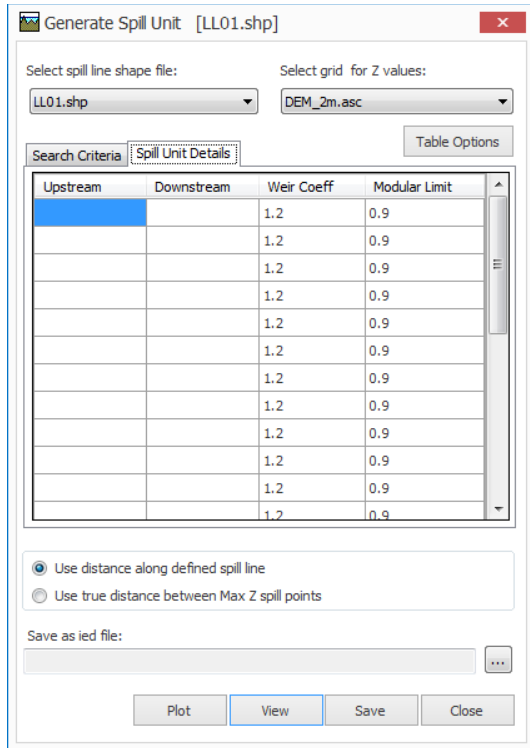 Generate Spill Unit [LL01.shp]
Select spill line shape file: Select grid for Z values:
LL01.shp DEM_2m.asc
Table Options
Search Criteria Spill Unit Details
Upstream Downstream Weir Coeff Modular Limit
1.2 0.9
1.2 0.9
1.2 0.9
1.2 0.9
1.2 0.9
1.2 0.9
1.2 0.9
1.2 0.9
1.2 0.9
1.2 0.9
1.2 0.9
1.2 0.9
Use distance along defined spill line
Use true distance between Max Z spill points
Save as ied file:
...
Plot View Save Close